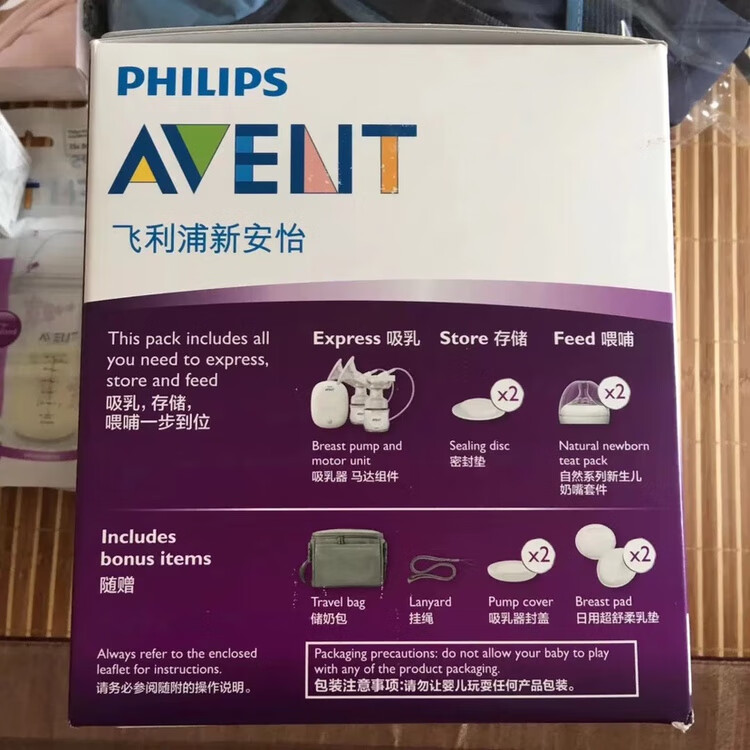 PHILIPS
AVENT
飞利浦新安怡
This pack includes all
you need to express,
store and feed
吸乳，存储，
喂哺一步到位
Express 吸乳
Store 存储
Feed 喂哺
x2
x2
Breast pump and
motor unit
吸乳器 马达组件
Sealing disc
密封垫
Natural newborn
teat pack
自然系列新生儿
奶嘴套件
Includes
bonus items
随赠
x2
x2
Travel bag
储奶包
Lanyard
挂绳
Pump cover
吸乳器封盖
Breast pad
日用超舒柔乳垫
Always refer to the enclosed
leaflet for instructions.
请务必参阅随附的操作说明。
Packaging precautions: do not allow your baby to play
with any of the product packaging.
包装注意事项:请勿让婴儿玩耍任何产品包装。
AVENT